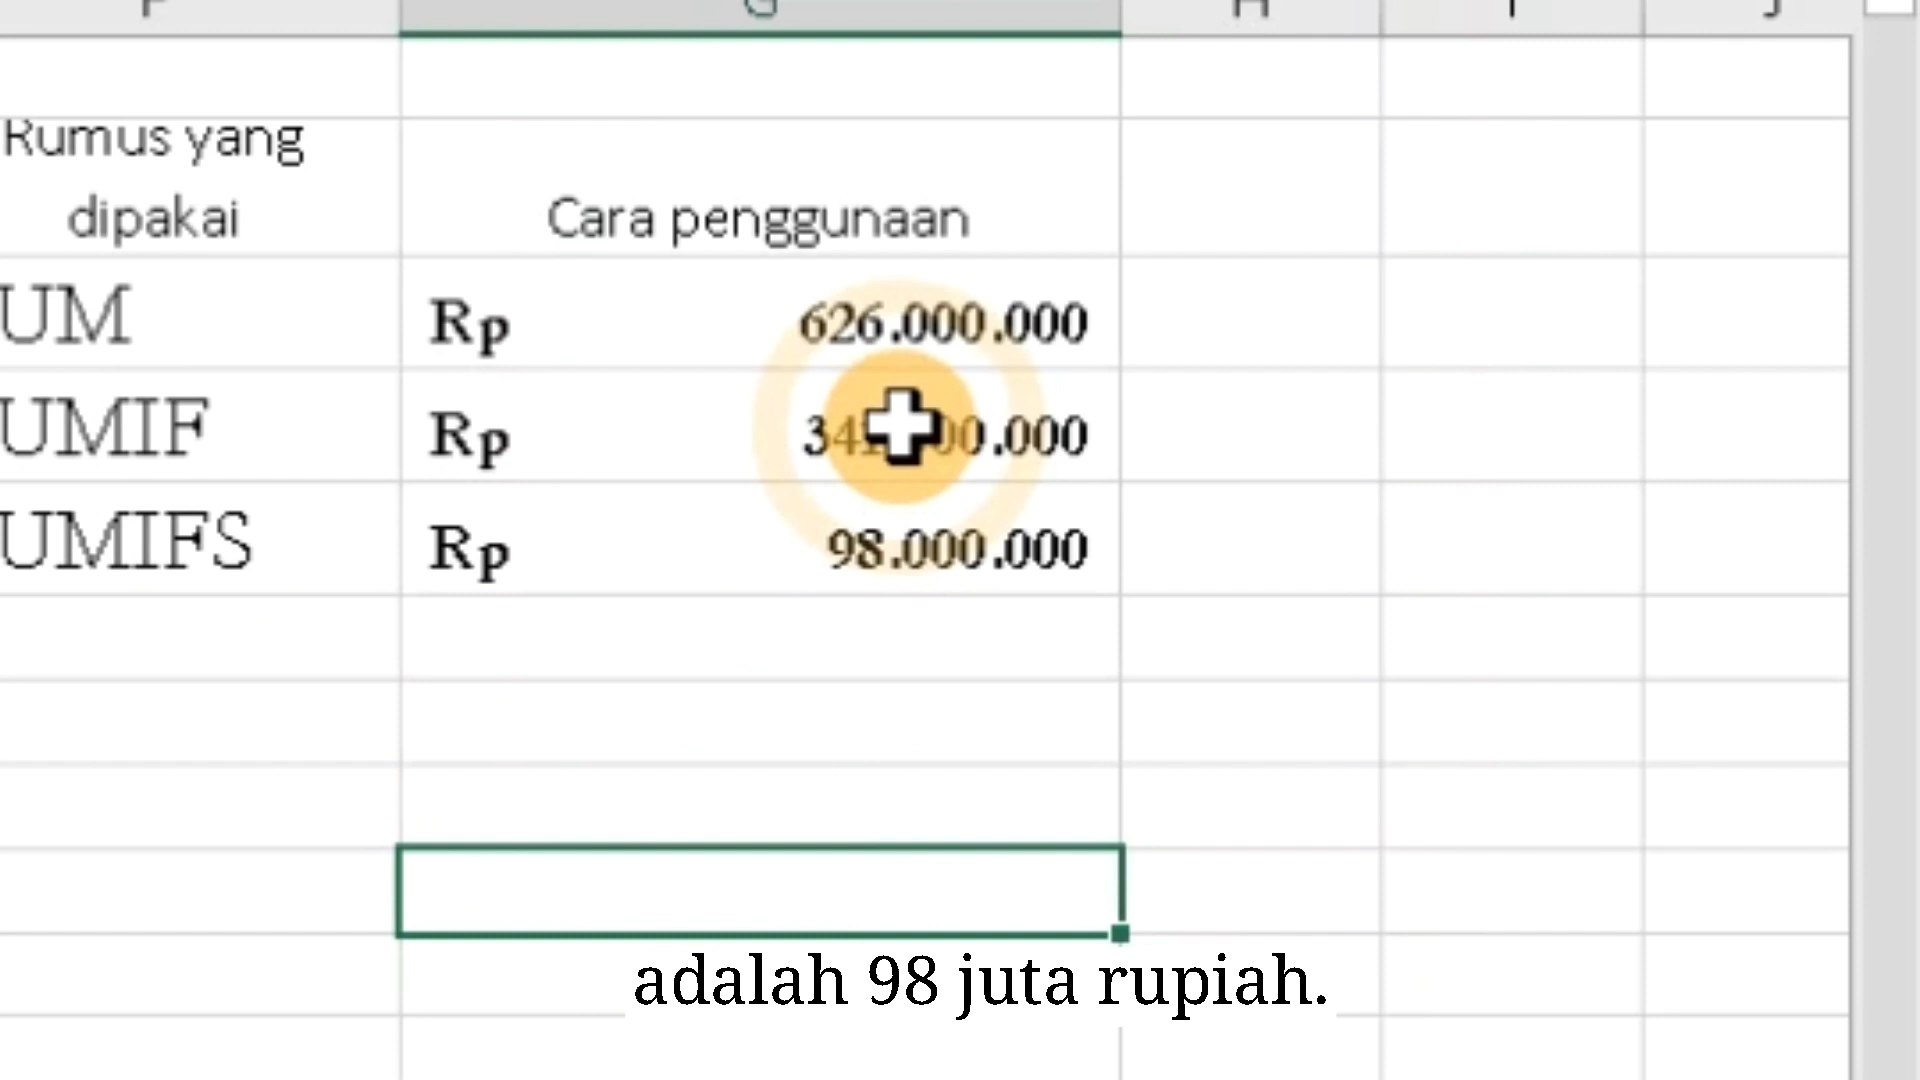 G
H
Rumus yang
dipakai
Cara penggunaan
UM
Rp 626.000.000
UMIF
Rp
UMIFS
Rp 98.000.000
adalah 98 juta rupiah.